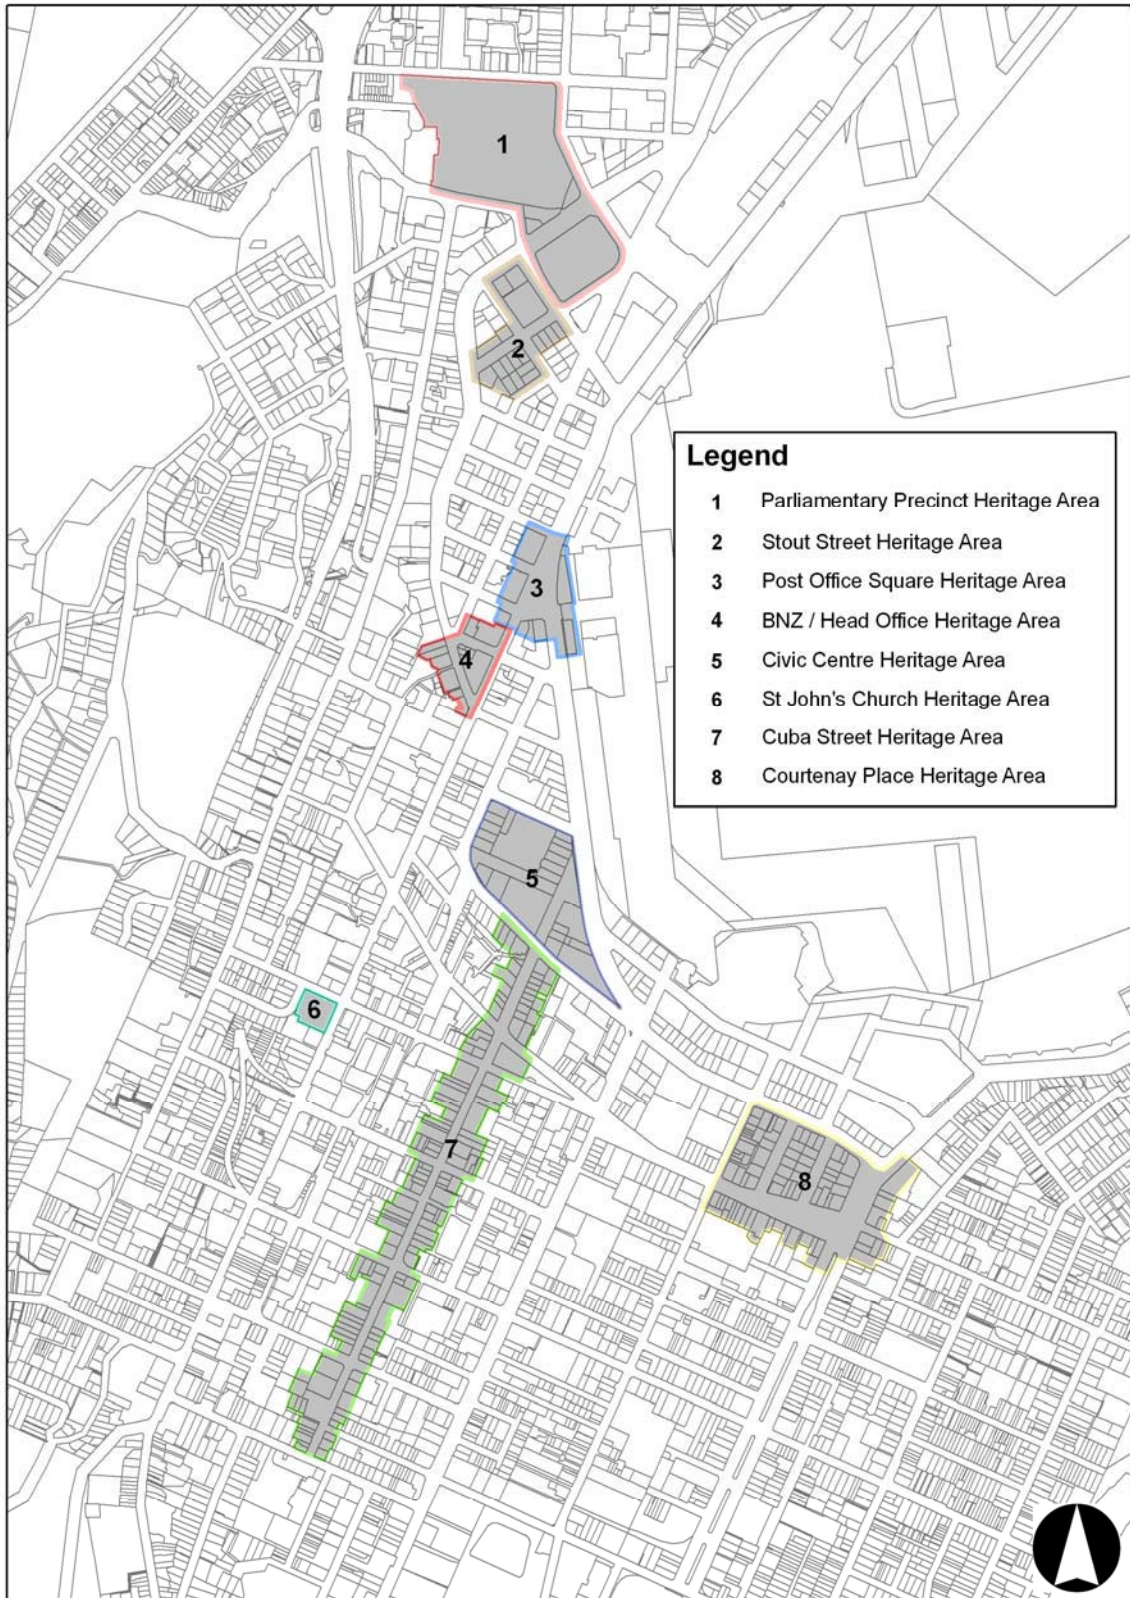 1
2
Legend
1 Parliamentary Precinct Heritage Area
2 Stout Street Heritage Area
3 Post Office Square Heritage Area
4 BNZ / Head Office Heritage Area
5 Civic Centre Heritage Area
6 St John's Church Heritage Area
7 Cuba Street Heritage Area
8 Courtenay Place Heritage Area
3
4
5
6
7
8